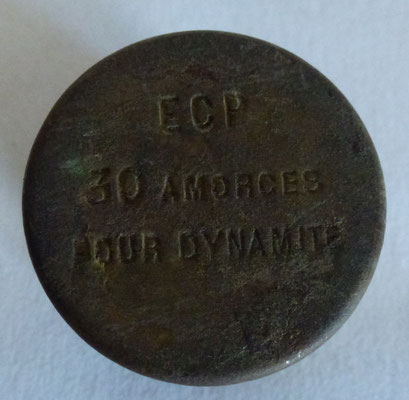 ECP
30 AMORCES
POUR DYNAMITE